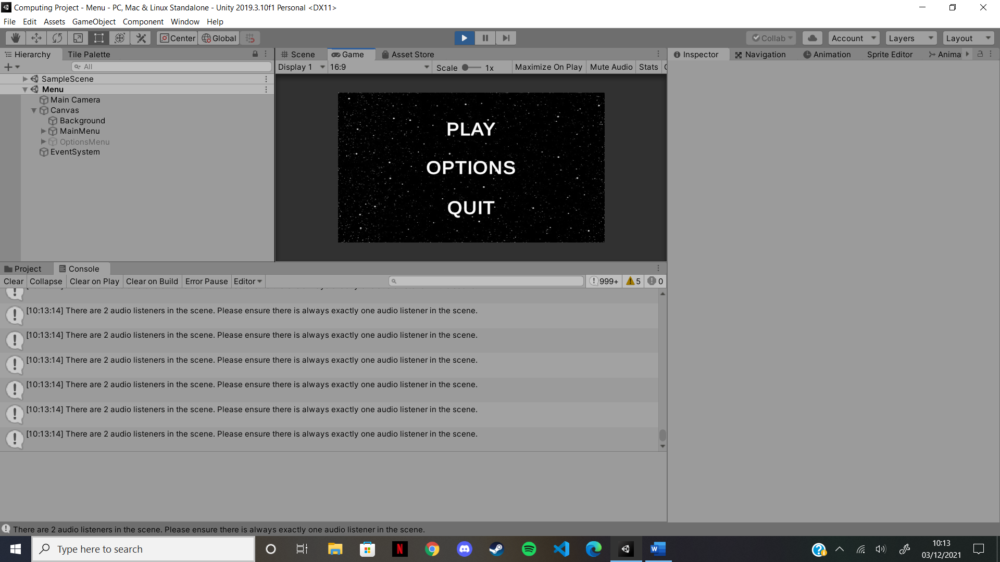 Computing Project - Menu - PC, Mac & Linux Standalone - Unity 2019.3.10f1 Personal <DX11>
File Edit Assets GameObject Component Window Help
Center Global Collab Account Layers Layout
Hierarchy Tile Palette
All
SampleScene
Menu
Main Camera
Canvas
Background
MainMenu
OptionsMenu
EventSystem
Scene Game Asset Store
Display 1 16:9 Scale 1x Maximize On Play Mute Audio Stats
PLAY
OPTIONS
QUIT
Inspector Navigation Animation Sprite Editor Anima
Project Console
Clear Collapse Clear on Play Clear on Build Error Pause Editor 999+ 5 0
[10:13:14] There are 2 audio listeners in the scene. Please ensure there is always exactly one audio listener in the scene.
[10:13:14] There are 2 audio listeners in the scene. Please ensure there is always exactly one audio listener in the scene.
[10:13:14] There are 2 audio listeners in the scene. Please ensure there is always exactly one audio listener in the scene.
[10:13:14] There are 2 audio listeners in the scene. Please ensure there is always exactly one audio listener in the scene.
[10:13:14] There are 2 audio listeners in the scene. Please ensure there is always exactly one audio listener in the scene.
[10:13:14] There are 2 audio listeners in the scene. Please ensure there is always exactly one audio listener in the scene.
There are 2 audio listeners in the scene. Please ensure there is always exactly one audio listener in the scene.
Type here to search
10:13
03/12/2021